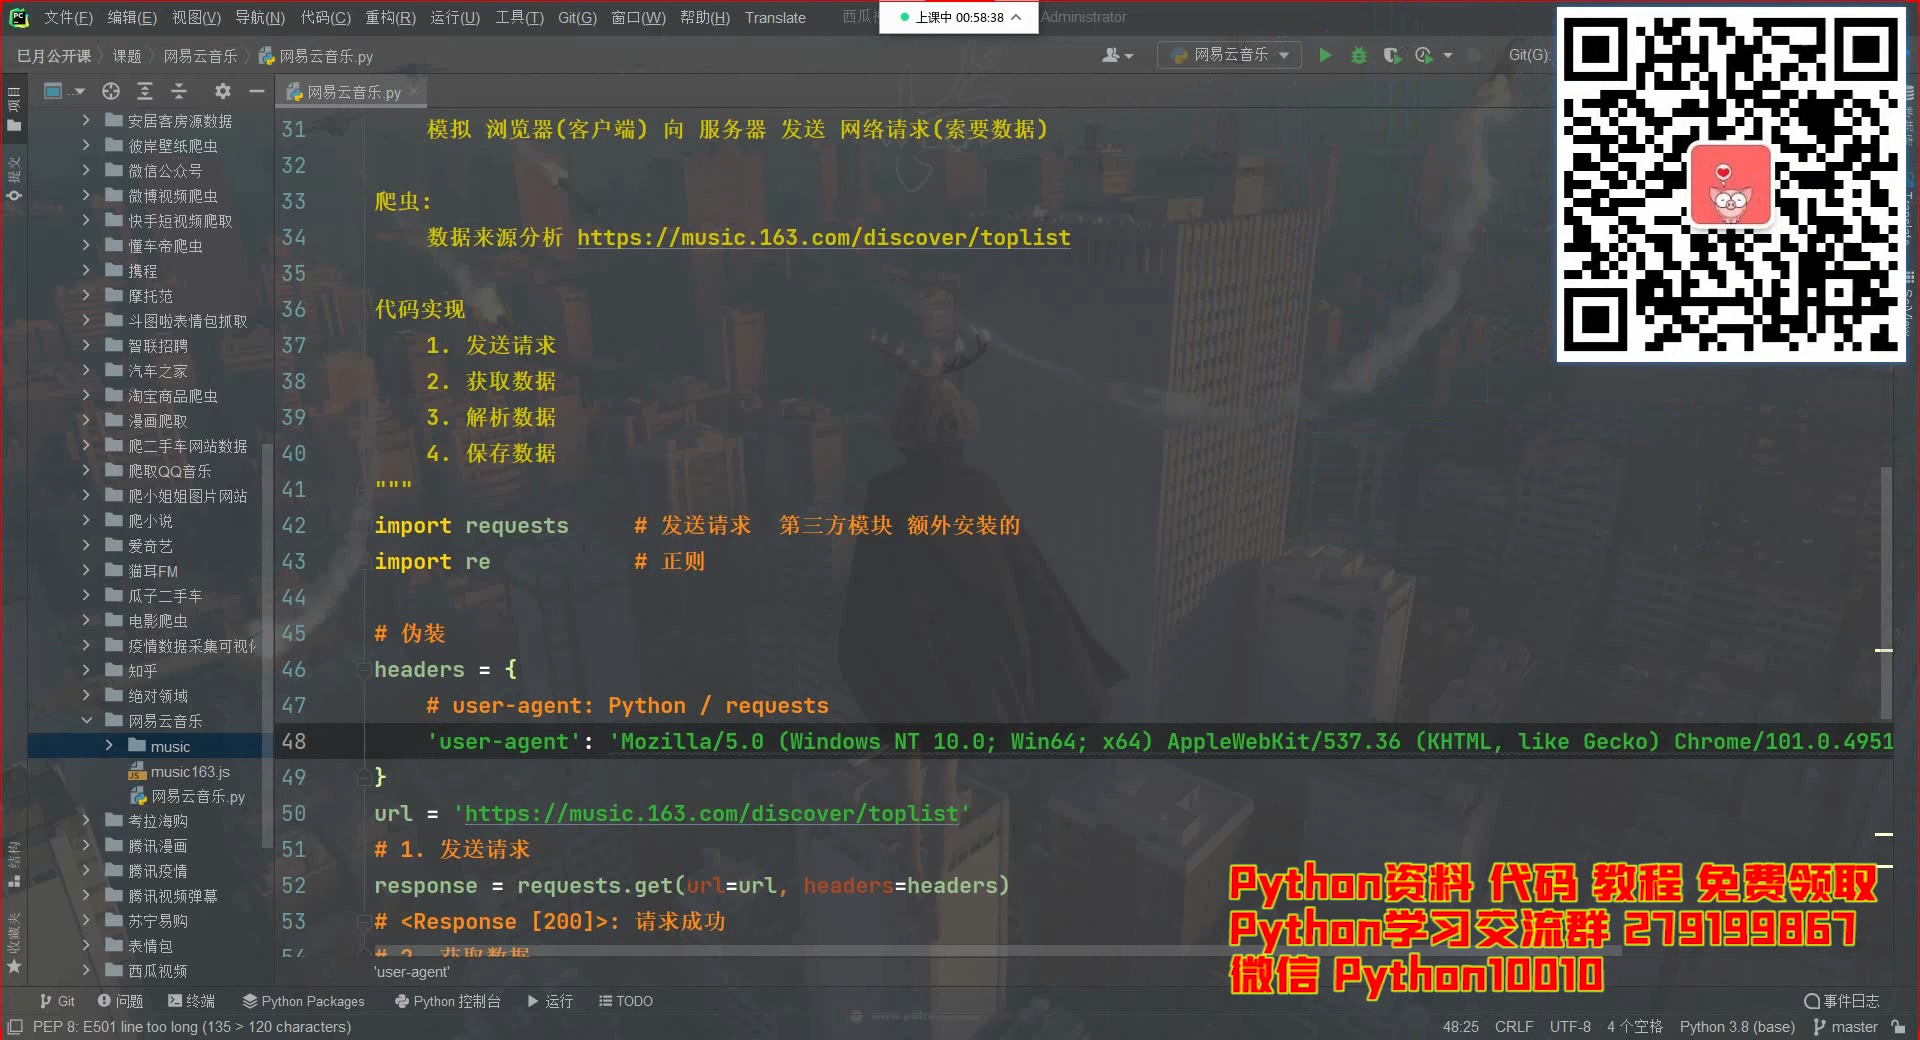 文件(F) 编辑(E) 视图(V) 导航(N) 代码(C) 重构(R) 运行(U) 工具(T) Git(G) 窗口(W) 帮助(H) Translate
上课中 00:58:38
Administrator
巳月公开课 课题 网易云音乐 网易云音乐.py
网易云音乐
Git(G):
项目
提交
结构
收藏夹
网易云音乐.py
安居客房源数据
彼岸壁纸爬虫
微信公众号
微博视频爬虫
快手短视频爬取
懂车帝爬虫
携程
摩托范
斗图啦表情包抓取
智联招聘
汽车之家
淘宝商品爬虫
漫画爬取
爬二手车网站数据
爬取QQ音乐
爬小姐姐图片网站
爬小说
爱奇艺
猫耳FM
瓜子二手车
电影爬虫
疫情数据采集可视化
知乎
绝对领域
网易云音乐
music
music163.js
网易云音乐.py
考拉海购
腾讯漫画
腾讯疫情
腾讯视频弹幕
苏宁易购
表情包
西瓜视频
31 模拟 浏览器(客户端) 向 服务器 发送 网络请求(索要数据)
32
33 爬虫:
34 数据来源分析 https://music.163.com/discover/toplist
35
36 代码实现
37 1. 发送请求
38 2. 获取数据
39 3. 解析数据
40 4. 保存数据
41 """
42 import requests # 发送请求 第三方模块 额外安装的
43 import re # 正则
44
45 # 伪装
46 headers = {
47 # user-agent: Python / requests
48 'user-agent': 'Mozilla/5.0 (Windows NT 10.0; Win64; x64) AppleWebKit/537.36 (KHTML, like Gecko) Chrome/101.0.4951
49 }
50 url = 'https://music.163.com/discover/toplist'
51 # 1. 发送请求
52 response = requests.get(url=url, headers=headers)
53 # <Response [200]>: 请求成功
54 # 2. 获取数据
'user-agent'
Python资料 代码 教程 免费领取
Python学习交流群 279199867
微信 Python10010
Git 问题 终端 Python Packages Python 控制台 运行 TODO 事件日志
PEP 8: E501 line too long (135 > 120 characters)
48:25 CRLF UTF-8 4 个空格 Python 3.8 (base) master